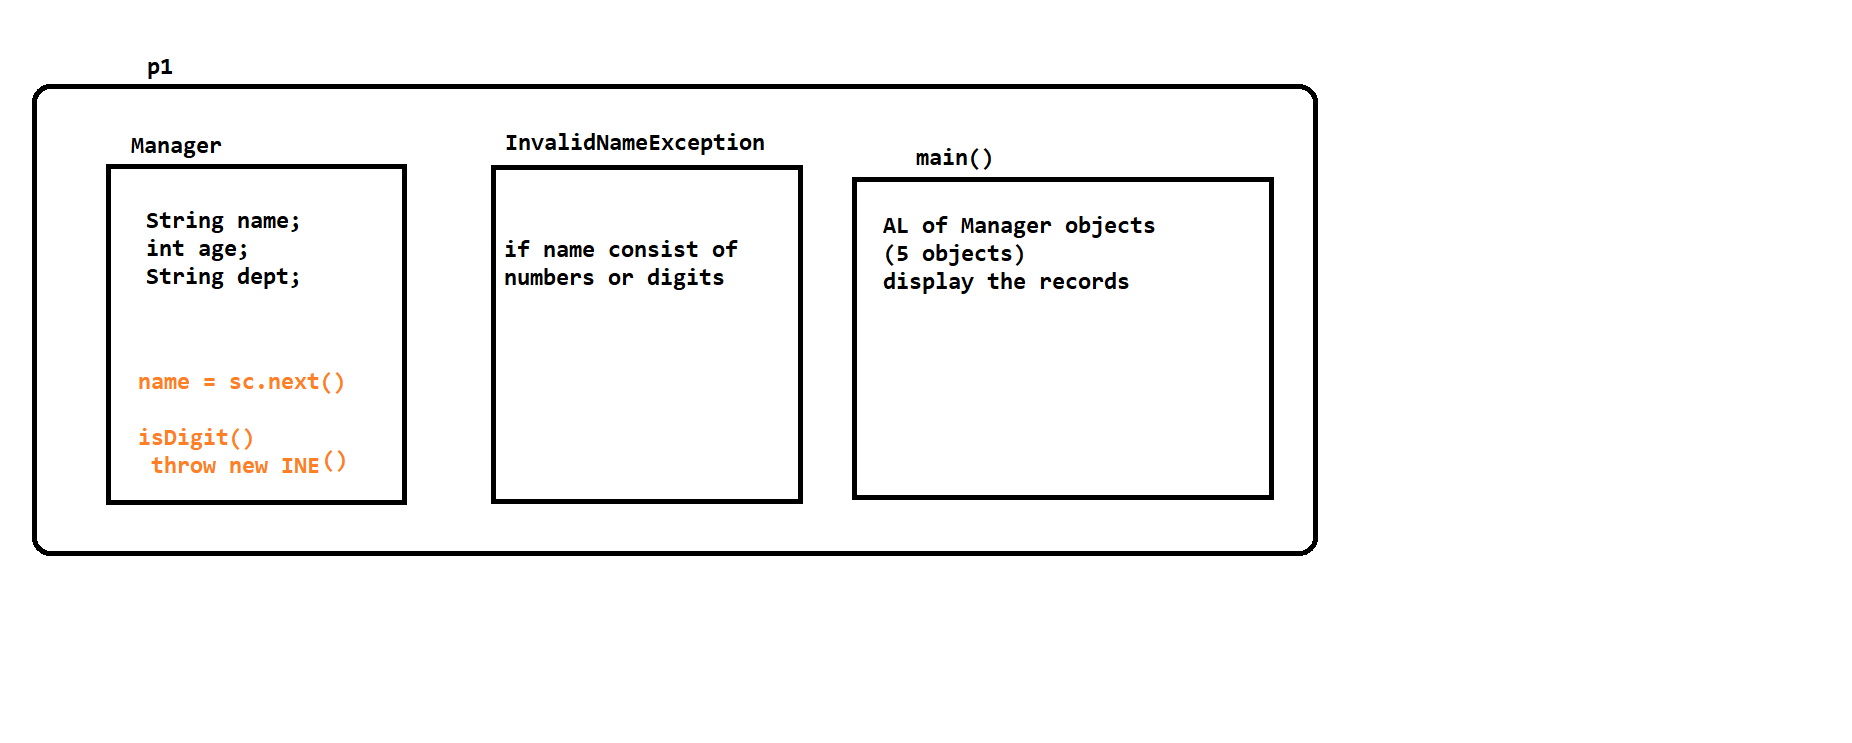 p1
Manager
String name;
int age;
String dept;
name = sc.next()
isDigit()
throw new INE()
InvalidNameException
if name consist of
numbers or digits
main()
AL of Manager objects
(5 objects)
display the records